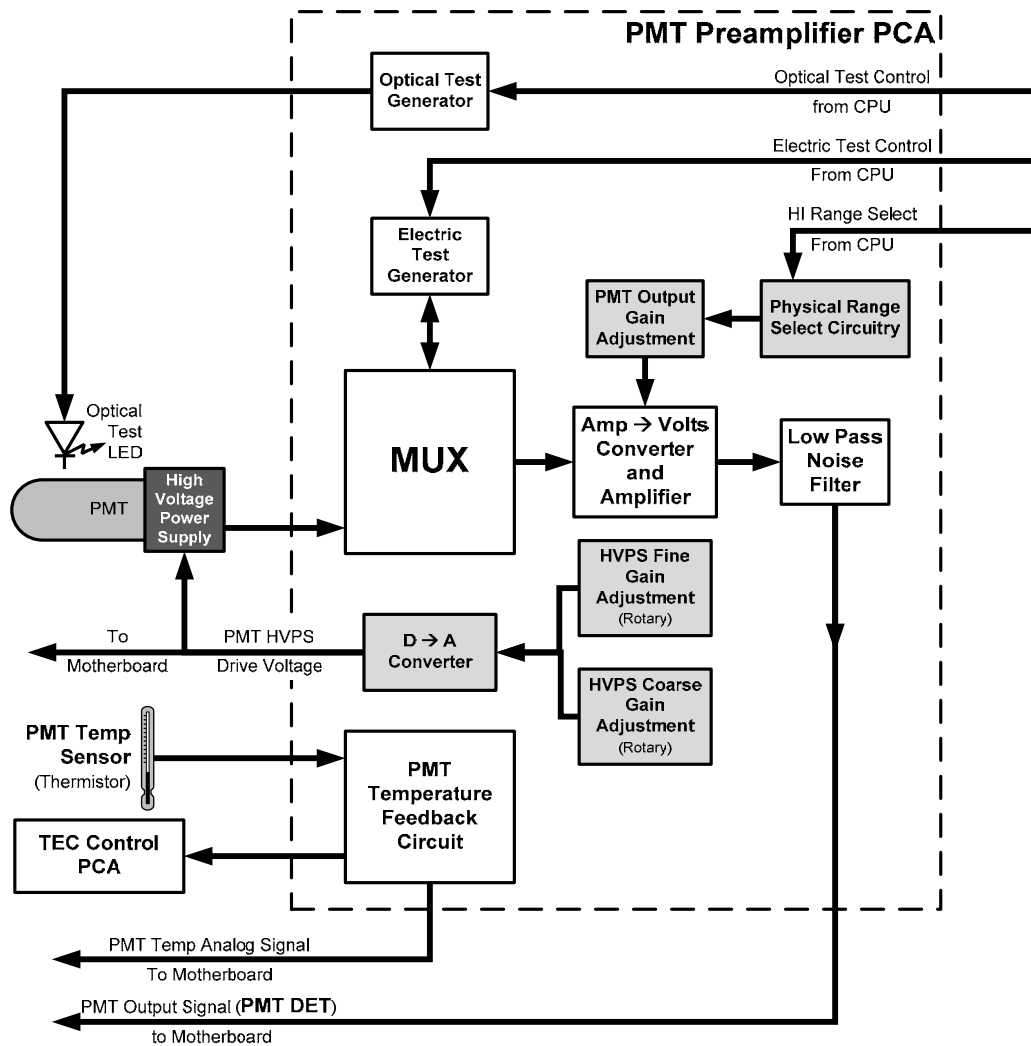 PMT Preamplifier PCA
Optical Test
Generator
Optical Test Control
from CPU
Electric Test Control
From CPU
HI Range Select
From CPU
Electric
Test
Generator
PMT Output
Gain
Adjustment
Physical Range
Select Circuitry
Optical
Test
LED
MUX
Amp → Volts
Converter
and
Amplifier
Low Pass
Noise
Filter
PMT
High
Voltage
Power
Supply
HVPS Fine
Gain
Adjustment
(Rotary)
To
Motherboard
PMT HVPS
Drive Voltage
D → A
Converter
HVPS Coarse
Gain
Adjustment
(Rotary)
PMT Temp
Sensor
(Thermistor)
PMT
Temperature
Feedback
Circuit
TEC Control
PCA
PMT Temp Analog Signal
To Motherboard
PMT Output Signal (PMT DET)
to Motherboard